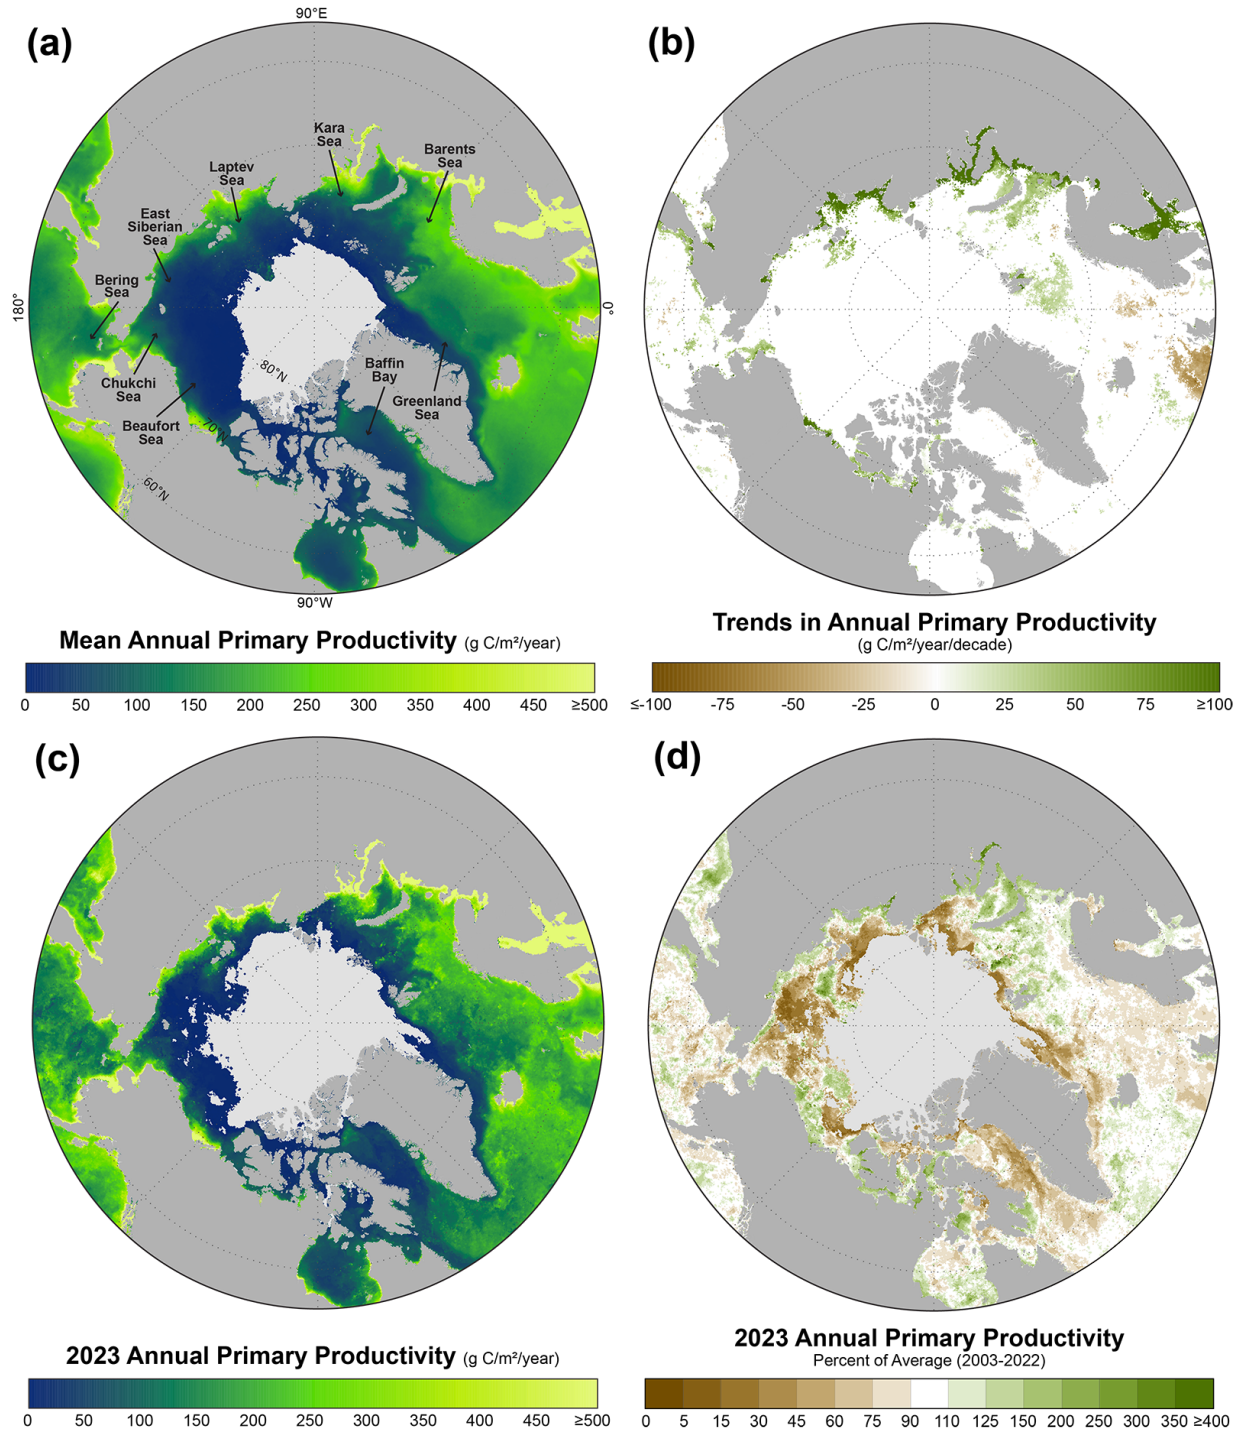 (a)
90°E
Kara
Sea
Barents
Sea
Laptev
Sea
East
Siberian
Sea
Bering
Sea
180°
0°
80°N
Baffin
Bay
Chukchi
Sea
Greenland
Sea
Beaufort
Sea
70°N
60°N
90°W
Mean Annual Primary Productivity (g C/m²/year)
0 50 100 150 200 250 300 350 400 450 ≥500
(b)
Trends in Annual Primary Productivity
(g C/m²/year/decade)
≤-100 -75 -50 -25 0 25 50 75 ≥100
(c)
2023 Annual Primary Productivity (g C/m²/year)
0 50 100 150 200 250 300 350 400 450 ≥500
(d)
2023 Annual Primary Productivity
Percent of Average (2003-2022)
0 5 15 30 45 60 75 90 110 125 150 200 250 300 350 ≥400